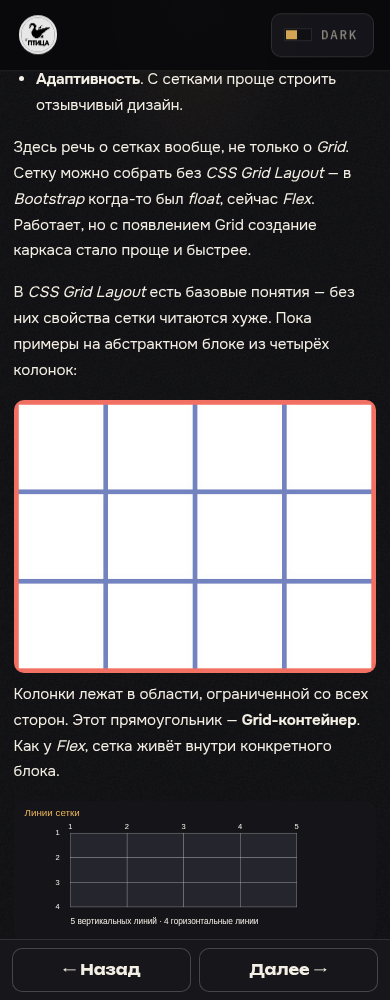 ПТИЦА
DARK
• Адаптивность. С сетками проще строить
отзывчивый дизайн.
Здесь речь о сетках вообще, не только о Grid.
Сетку можно собрать без CSS Grid Layout — в
Bootstrap когда-то был float, сейчас Flex.
Работает, но с появлением Grid создание
каркаса стало проще и быстрее.
В CSS Grid Layout есть базовые понятия — без
них свойства сетки читаются хуже. Пока
примеры на абстрактном блоке из четырёх
колонок:
Колонки лежат в области, ограниченной со всех
сторон. Этот прямоугольник — Grid-контейнер.
Как у Flex, сетка живёт внутри конкретного
блока.
Линии сетки
1 2 3 4 5
1
2
3
4
5 вертикальных линий · 4 горизонтальные линии
← Назад
Далее →